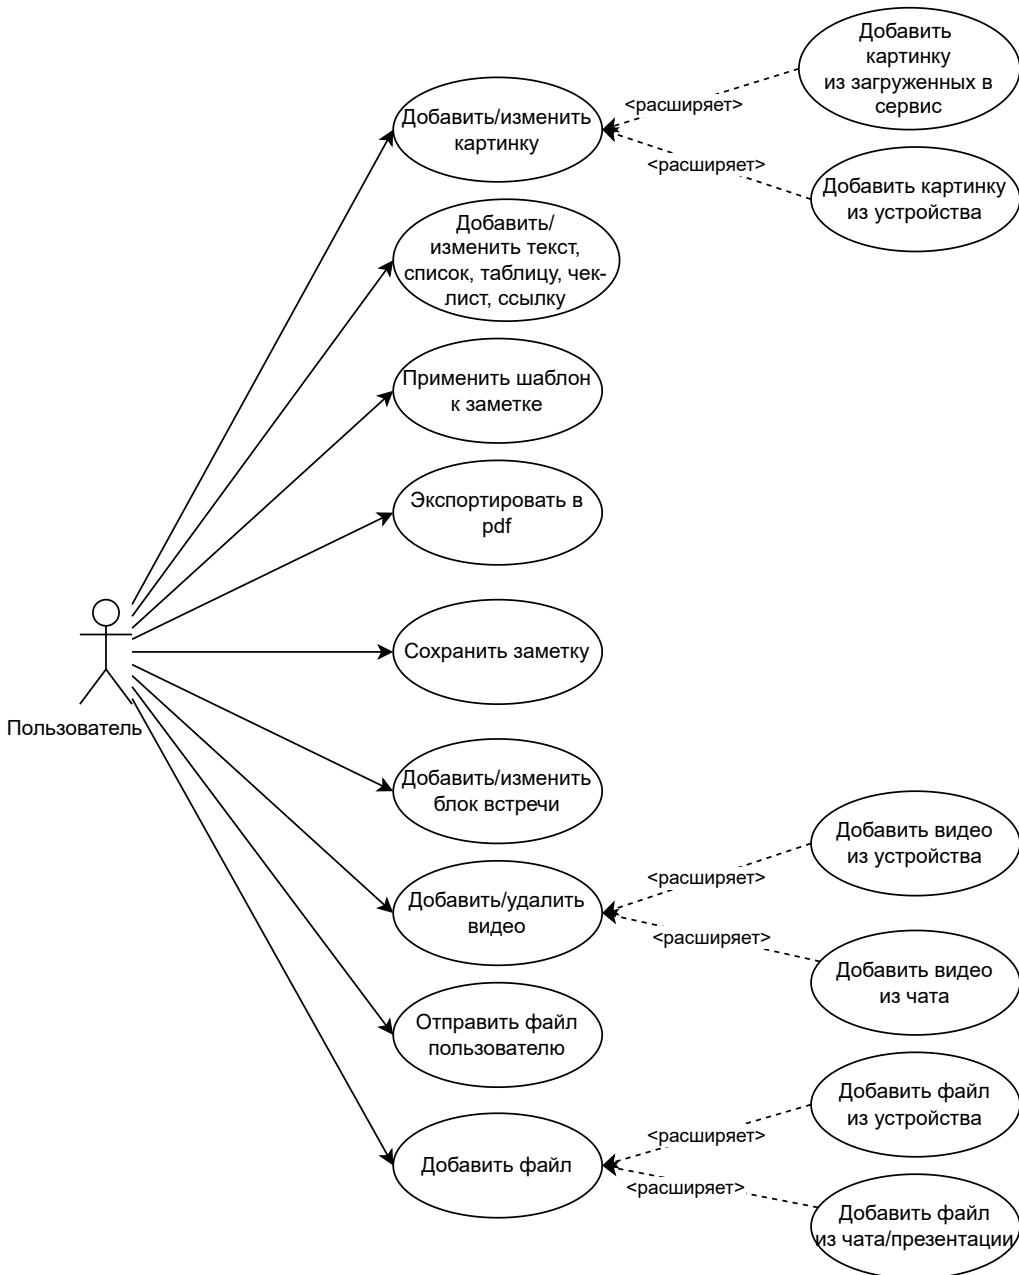 Добавить
картинку
из загруженных в
сервис
<расширяет>
Добавить/изменить
картинку
<расширяет>
Добавить картинку
из устройства
Добавить/
изменить текст,
список, таблицу, чек-
лист, ссылку
Применить шаблон
к заметке
Экспортировать в
pdf
Сохранить заметку
Пользователь
Добавить/изменить
блок встречи
Добавить видео
из устройства
<расширяет>
Добавить/удалить
видео
<расширяет>
Добавить видео
из чата
Отправить файл
пользователю
Добавить файл
из устройства
<расширяет>
Добавить файл
<расширяет>
Добавить файл
из чата/презентации